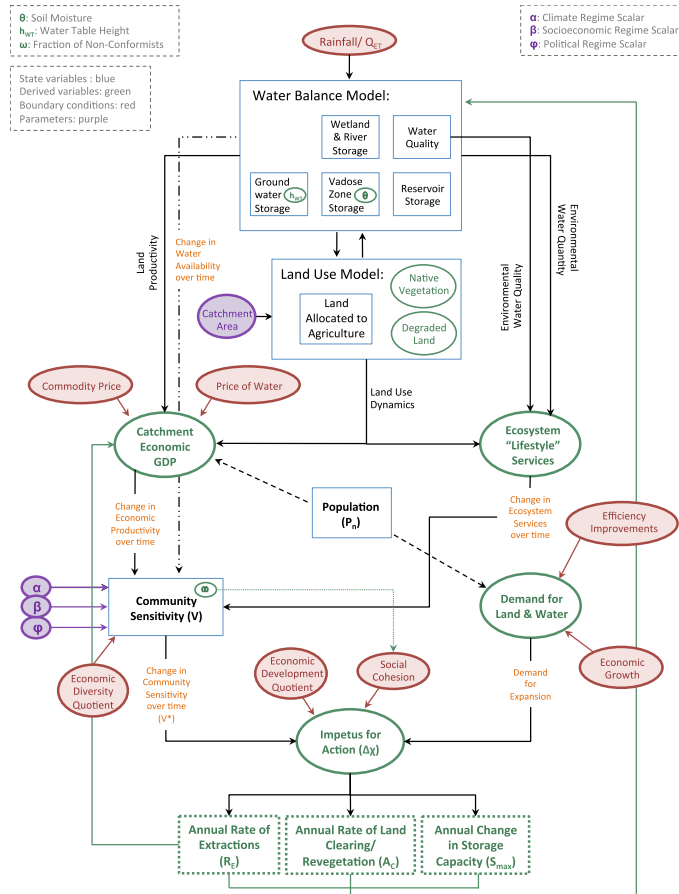 θ: Soil Moisture
hWT: Water Table Height
ω: Fraction of Non-Conformists
α: Climate Regime Scalar
β: Socioeconomic Regime Scalar
φ: Political Regime Scalar
State variables : blue
Derived variables: green
Boundary conditions: red
Parameters: purple
Rainfall/ QET
Water Balance Model:
Wetland
& River
Storage
Water
Quality
Ground
water
Storage
hWT
Vadose
Zone
Storage
θ
Reservoir
Storage
Land
Productivity
Change in
Water
Availability
over time
Environmental
Water Quality
Environmental
Water Quantity
Land Use Model:
Land
Allocated to
Agriculture
Native
Vegetation
Degraded
Land
Catchment
Area
Commodity Price
Price of Water
Land Use
Dynamics
Catchment
Economic
GDP
Ecosystem
“Lifestyle”
Services
Change in
Economic
Productivity
over time
Population
(Pn)
Change in
Ecosystem
Services
over time
Efficiency
Improvements
α
β
φ
Community
Sensitivity (V)
ω
Demand for
Land & Water
Economic
Diversity
Quotient
Change in
Community
Sensitivity
over time
(V*)
Economic
Development
Quotient
Social
Cohesion
Demand
for
Expansion
Economic
Growth
Impetus for
Action (Δχ)
Annual Rate of
Extractions
(RE)
Annual Rate of Land
Clearing/
Revegetation (AC)
Annual Change
in Storage
Capacity (Smax)